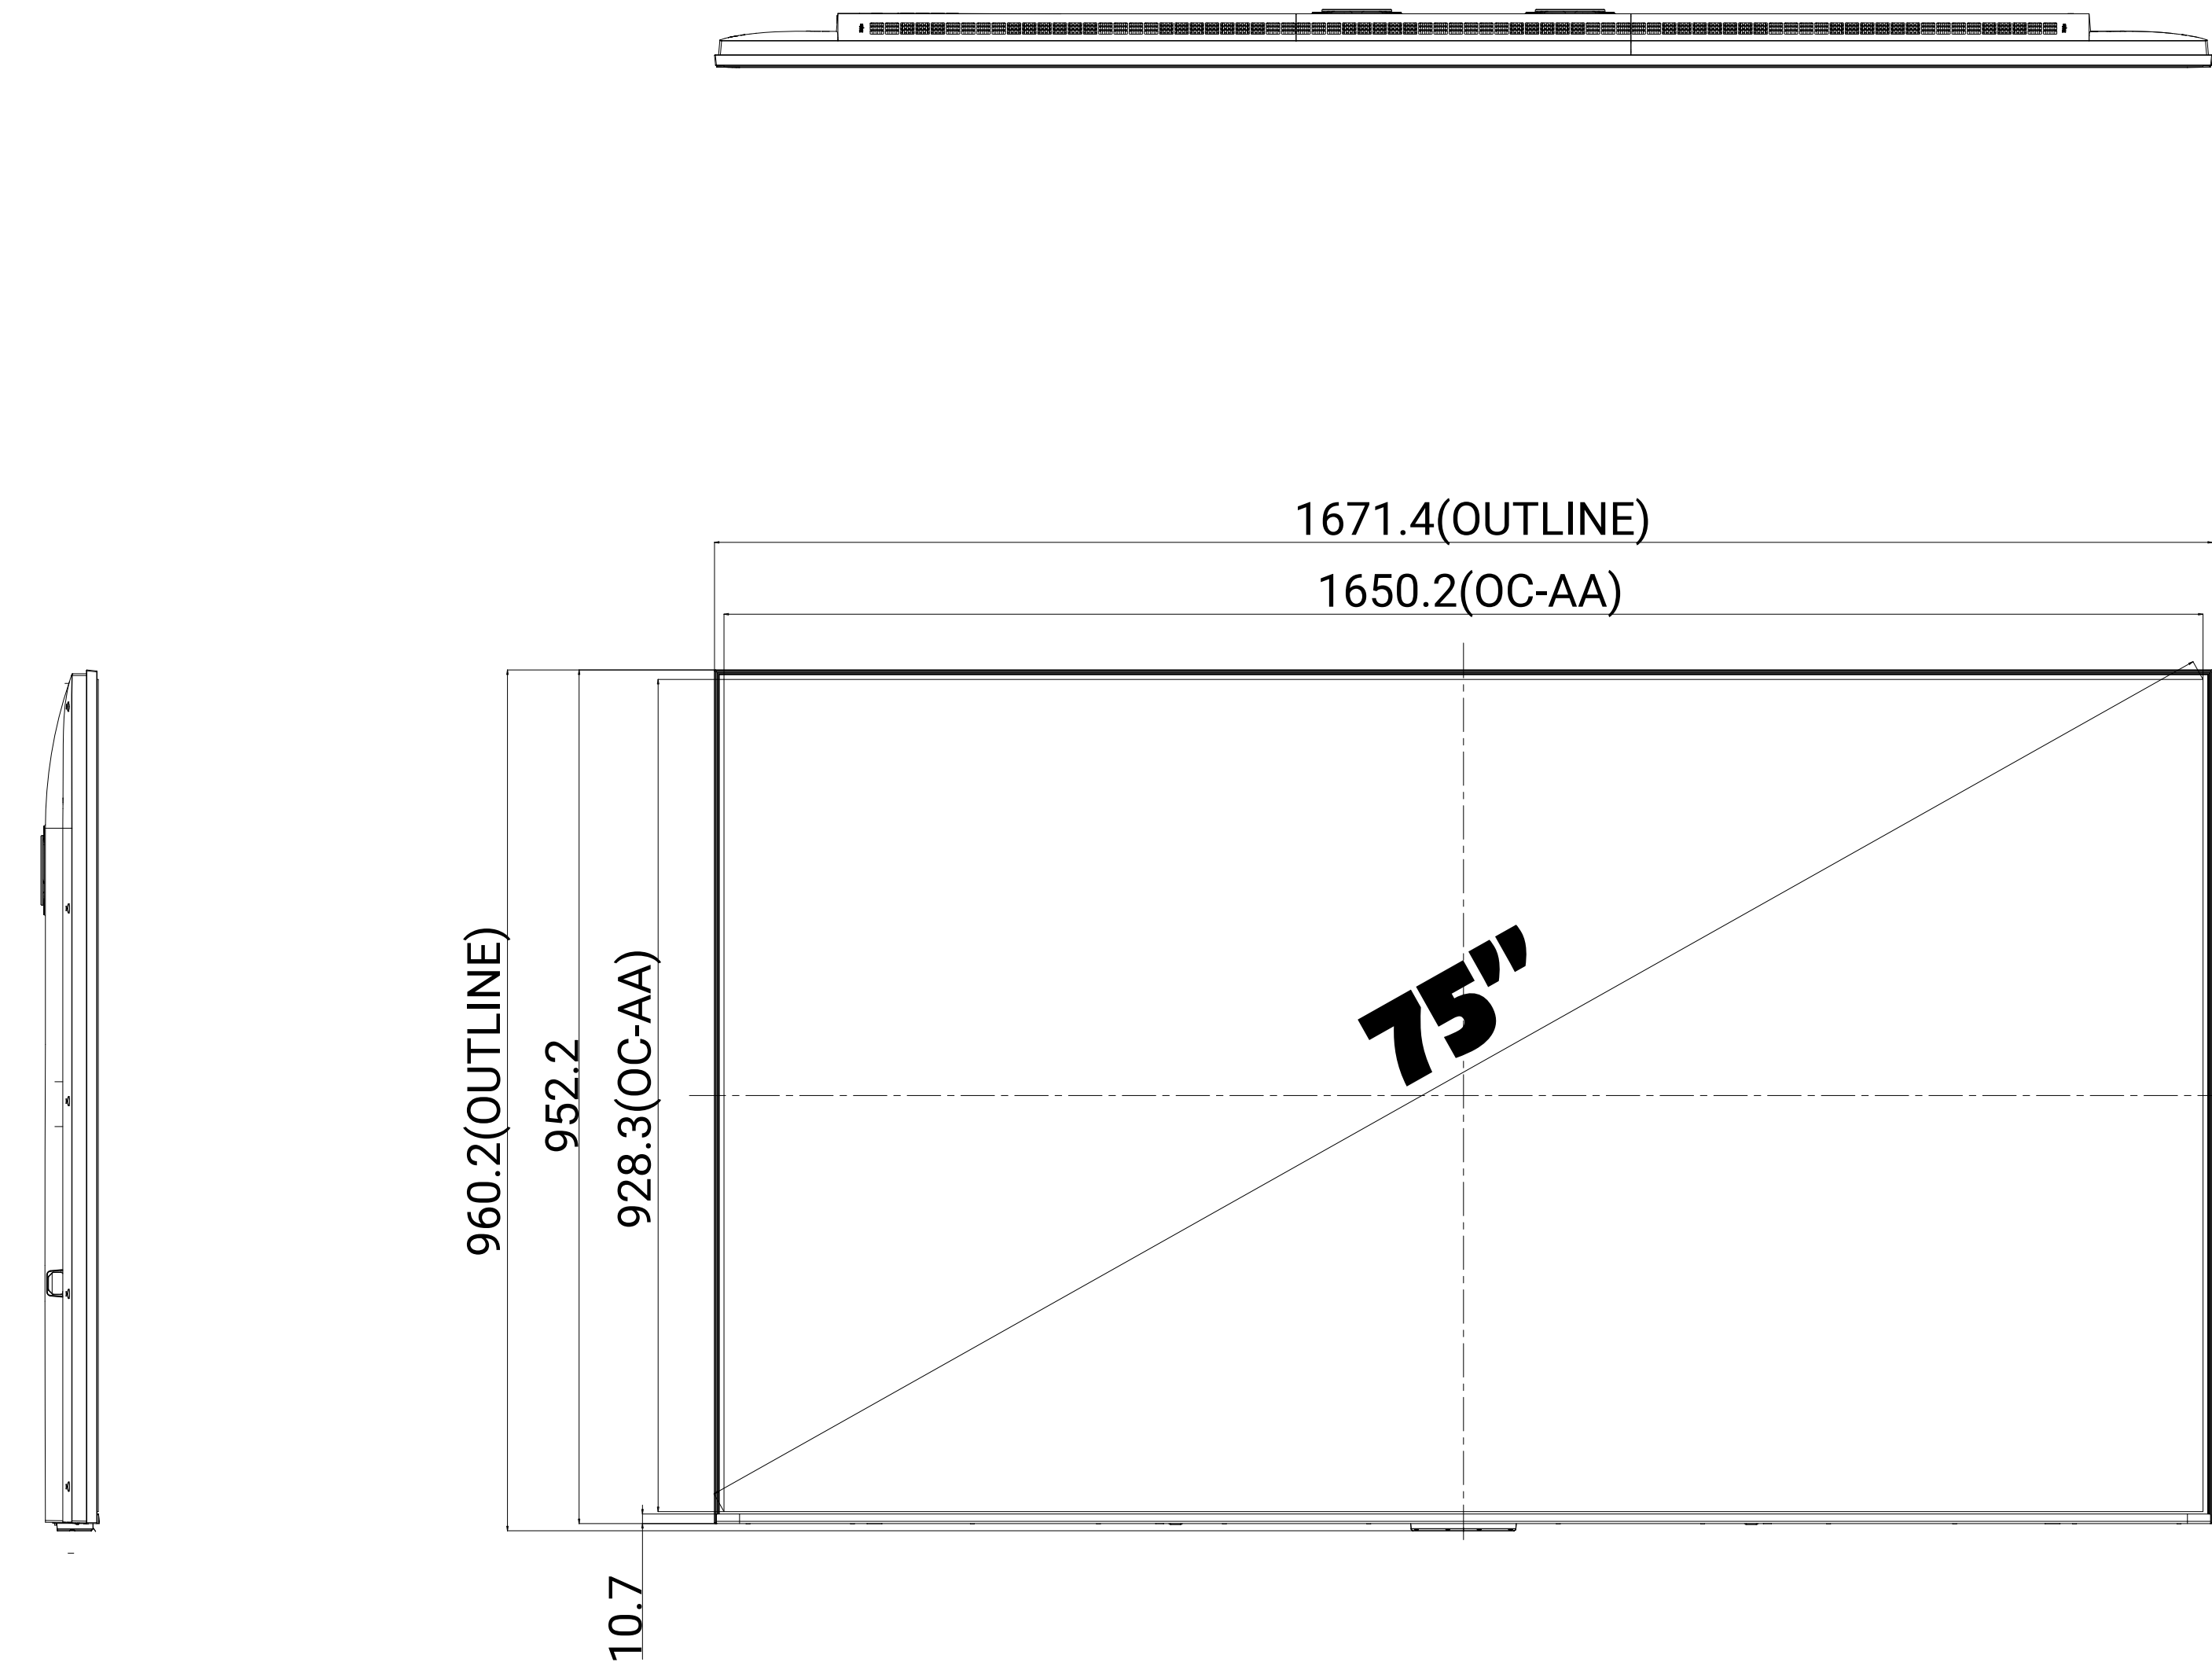 1671.4(OUTLINE)
1650.2(OC-AA)
960.2(OUTLINE)
952.2
928.3(OC-AA)
75”
10.7